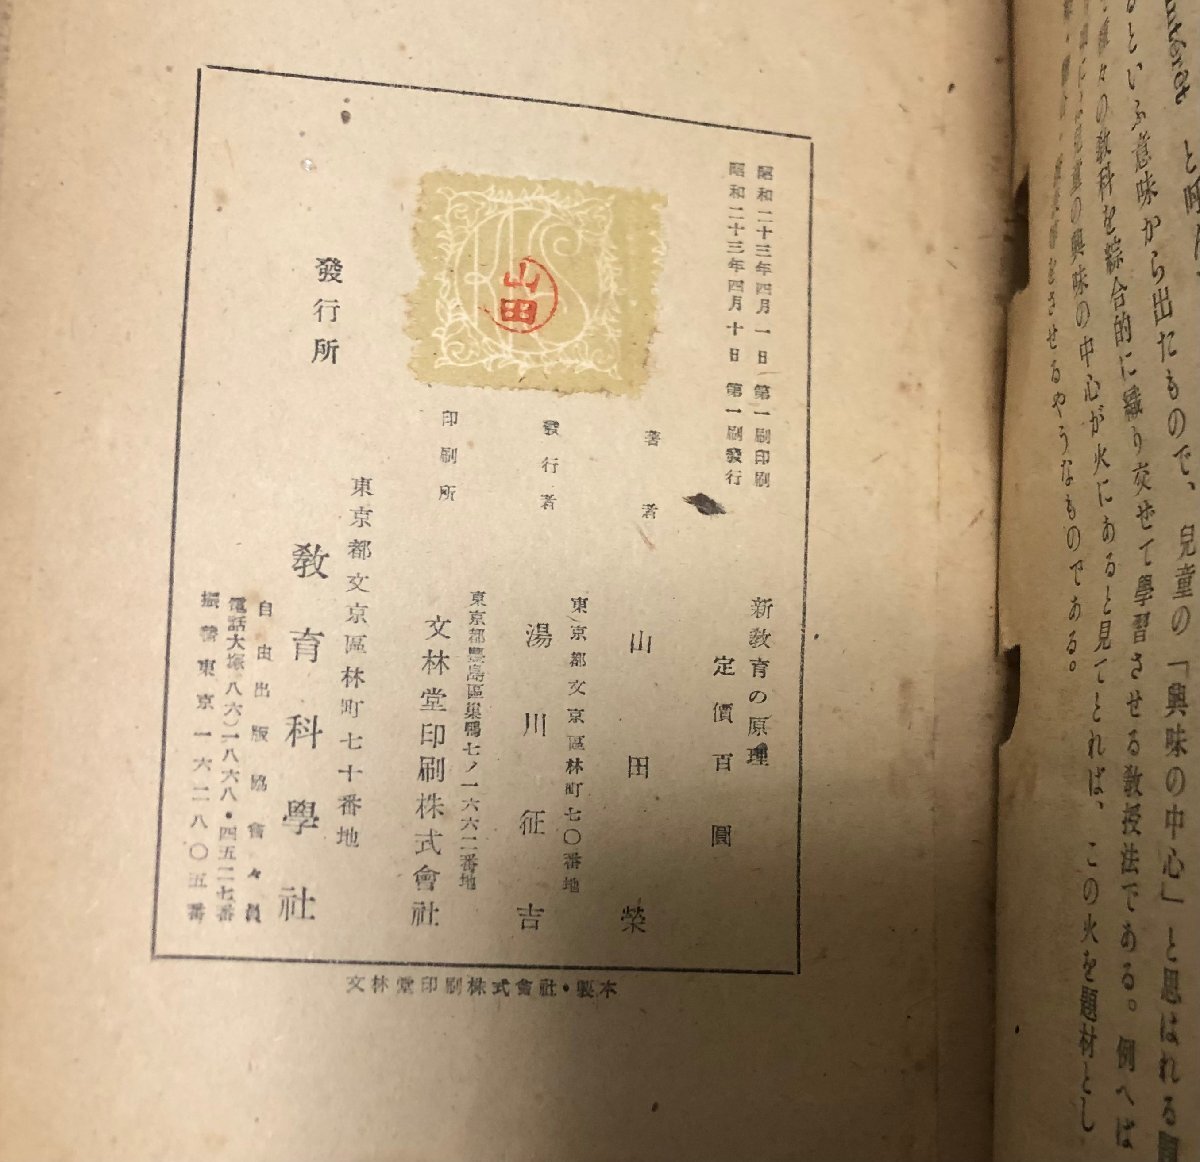 と
るといふ意味から出たもので、兒童の「興味の中心」と思はれる
種々の教科を綜合的に織り交せて學習させる教授法である。例へば
兒童の興味の中心が火にあると見てとれば、この火を題材とし
させるやうなものである。
昭和二十三年四月一日 第一刷印刷
昭和二十三年四月十日 第一刷發行
新教育の原理
定價百圓
著者 山田榮
東京都文京區林町七〇番地
發行者 湯川征吉
東京都豐島區巢鴨七ノ一六六二番地
印刷所 文林堂印刷株式會社
東京都文京區林町七十番地
發行所 教育科學社
自由出版協會々員
電話大塚(八六)一八六八・四五二七番
振替東京一六二八〇五番
山田
文林堂印刷株式會社・製本